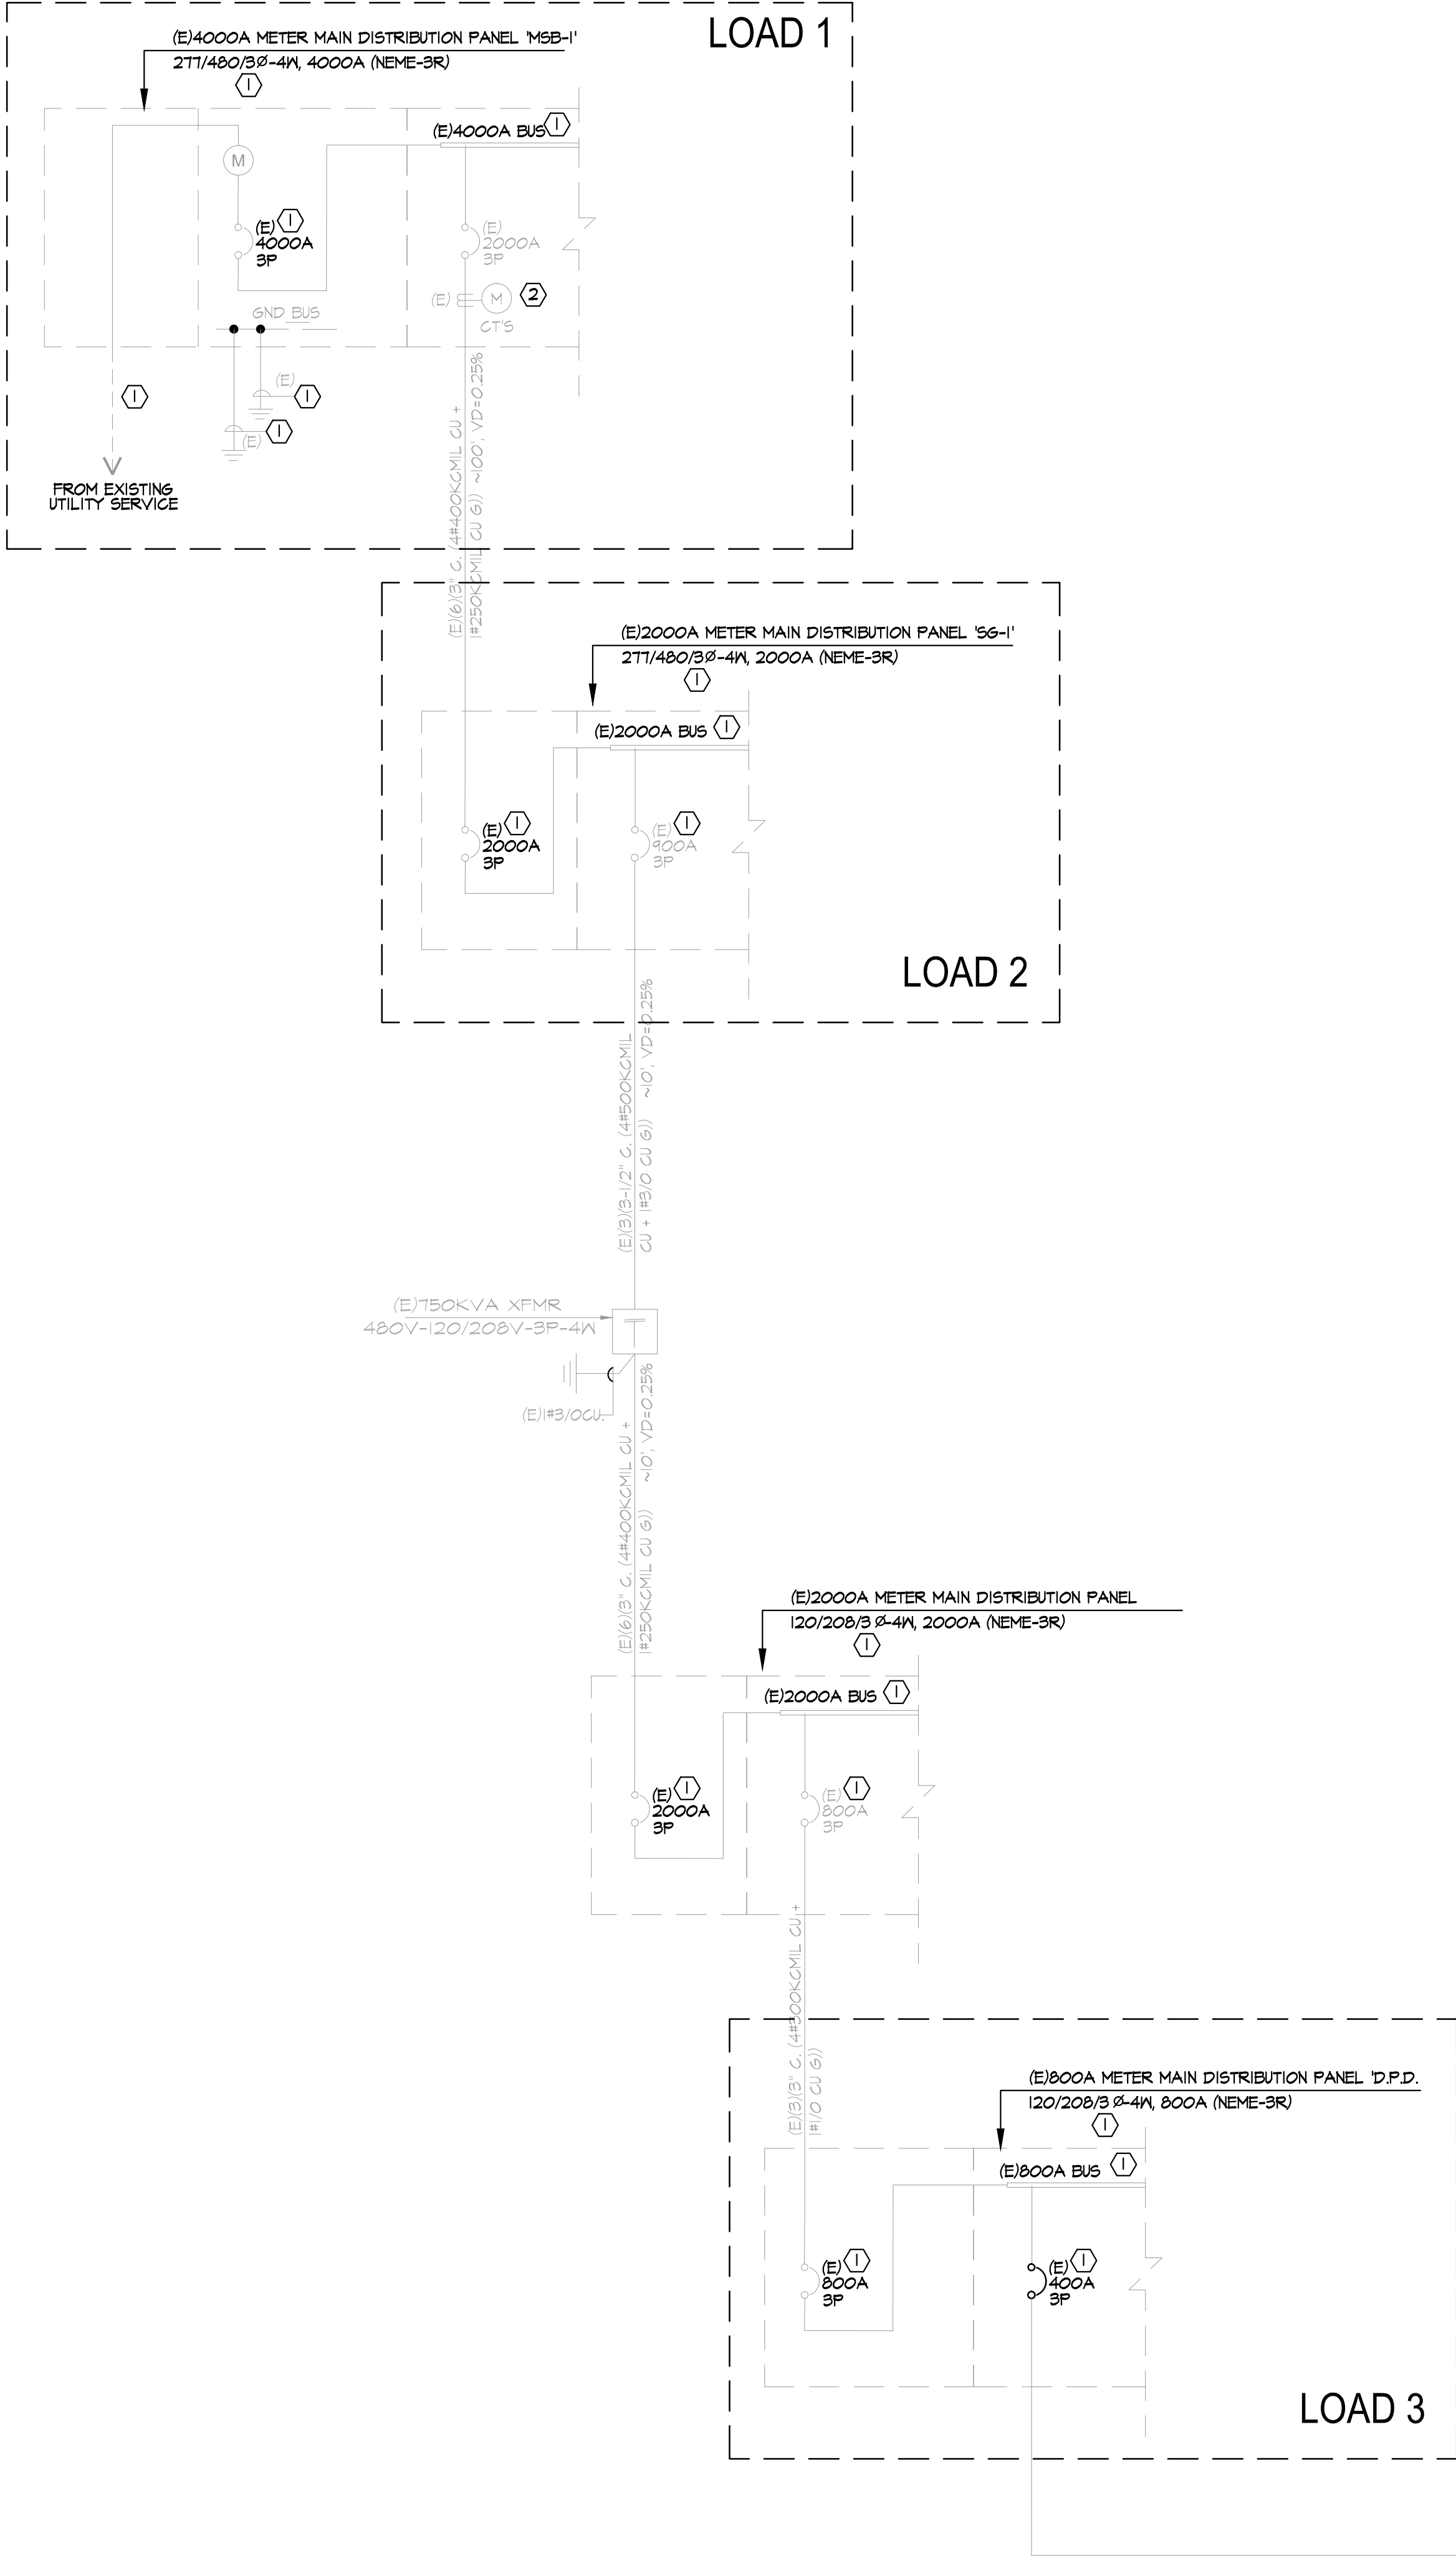 LOAD 1
(E)4000A METER MAIN DISTRIBUTION PANEL 'MSB-1'
277/480/3Ø-4W, 4000A (NEME-3R)
1
(E)4000A BUS 1
M
(E) 1
4000A
3P
(E)
2000A
3P
(E) M 2
CT'S
GND BUS
(E) 1
1
(E) 1
FROM EXISTING
UTILITY SERVICE
(E)(6)(3" C. (4#400KCMIL CU +
1#250KCMIL CU G)) ~100', VD=0.25%
(E)2000A METER MAIN DISTRIBUTION PANEL 'SG-1'
277/480/3Ø-4W, 2000A (NEME-3R)
1
(E)2000A BUS 1
(E) 1
2000A
3P
(E) 1
900A
3P
LOAD 2
(E)(3)(3-1/2" C. (4#500KCMIL
CU + 1#3/0 CU G)) ~10', VD=0.25%
(E)750KVA XFMR
480V-120/208V-3P-4W
T
(E)1#3/0CU.
(E)(6)(3" C. (4#400KCMIL CU +
1#250KCMIL CU G)) ~10', VD=0.25%
(E)2000A METER MAIN DISTRIBUTION PANEL
120/208/3Ø-4W, 2000A (NEME-3R)
1
(E)2000A BUS 1
(E) 1
2000A
3P
(E) 1
800A
3P
(E)(3)(3" C. (4#300KCMIL CU +
1#1/0 CU G))
(E)800A METER MAIN DISTRIBUTION PANEL 'D.P.D.
120/208/3Ø-4W, 800A (NEME-3R)
1
(E)800A BUS 1
(E) 1
800A
3P
(E) 1
400A
3P
LOAD 3